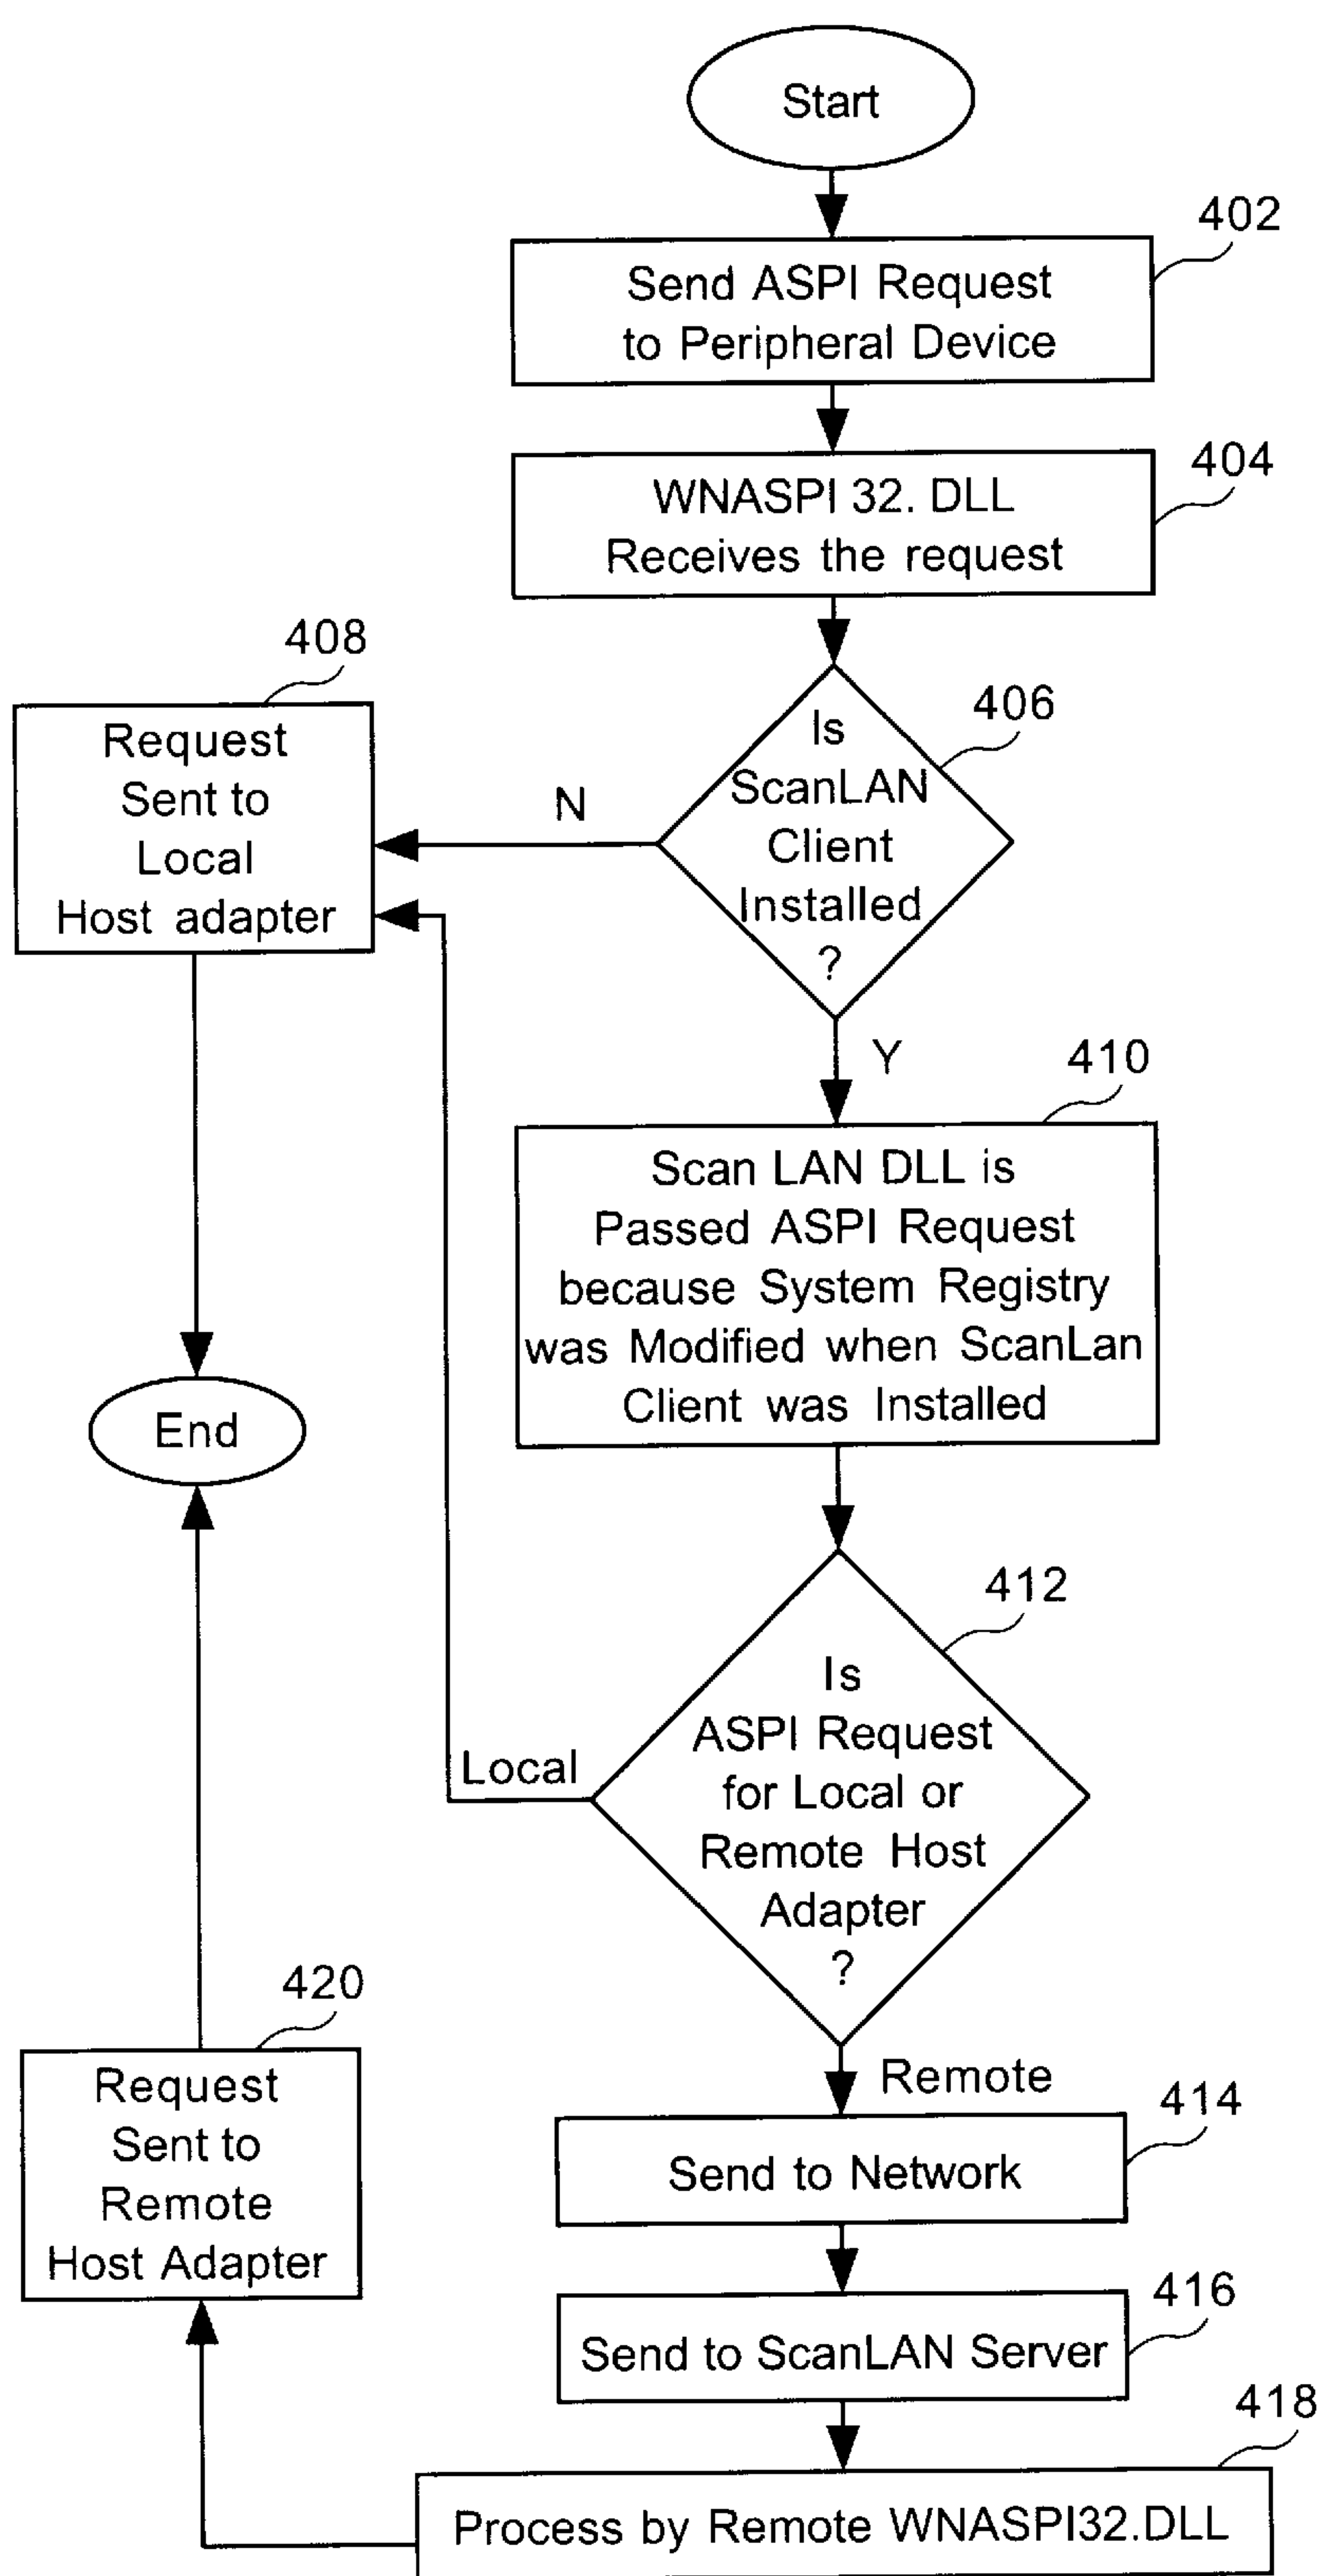 Start
402
Send ASPI Request
to Peripheral Device
404
WNASPI 32. DLL
Receives the request
406
Is
ScanLAN
Client
Installed
?
N
408
Request
Sent to
Local
Host adapter
Y
410
Scan LAN DLL is
Passed ASPI Request
because System Registry
was Modified when ScanLan
Client was Installed
End
412
Is
ASPI Request
for Local or
Remote Host
Adapter
?
Local
Remote
414
Send to Network
416
Send to ScanLAN Server
418
Process by Remote WNASPI32.DLL
420
Request
Sent to
Remote
Host Adapter